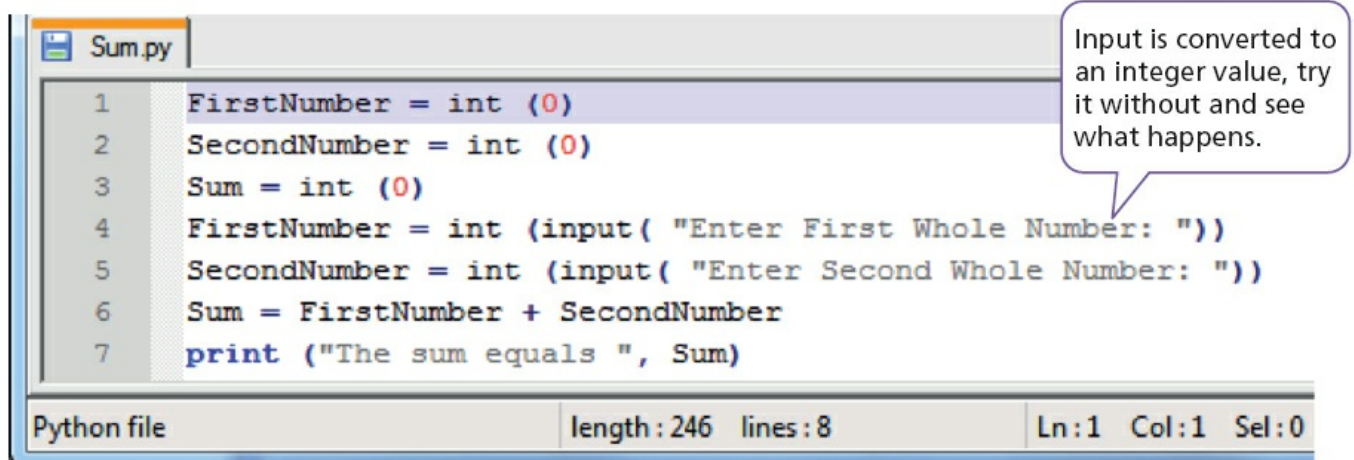 Sum.py
Input is converted to
an integer value, try
it without and see
what happens.
1 FirstNumber = int (0)
2 SecondNumber = int (0)
3 Sum = int (0)
4 FirstNumber = int (input( "Enter First Whole Number: "))
5 SecondNumber = int (input( "Enter Second Whole Number: "))
6 Sum = FirstNumber + SecondNumber
7 print ("The sum equals ", Sum)
Python file length : 246 lines : 8 Ln : 1 Col : 1 Sel : 0